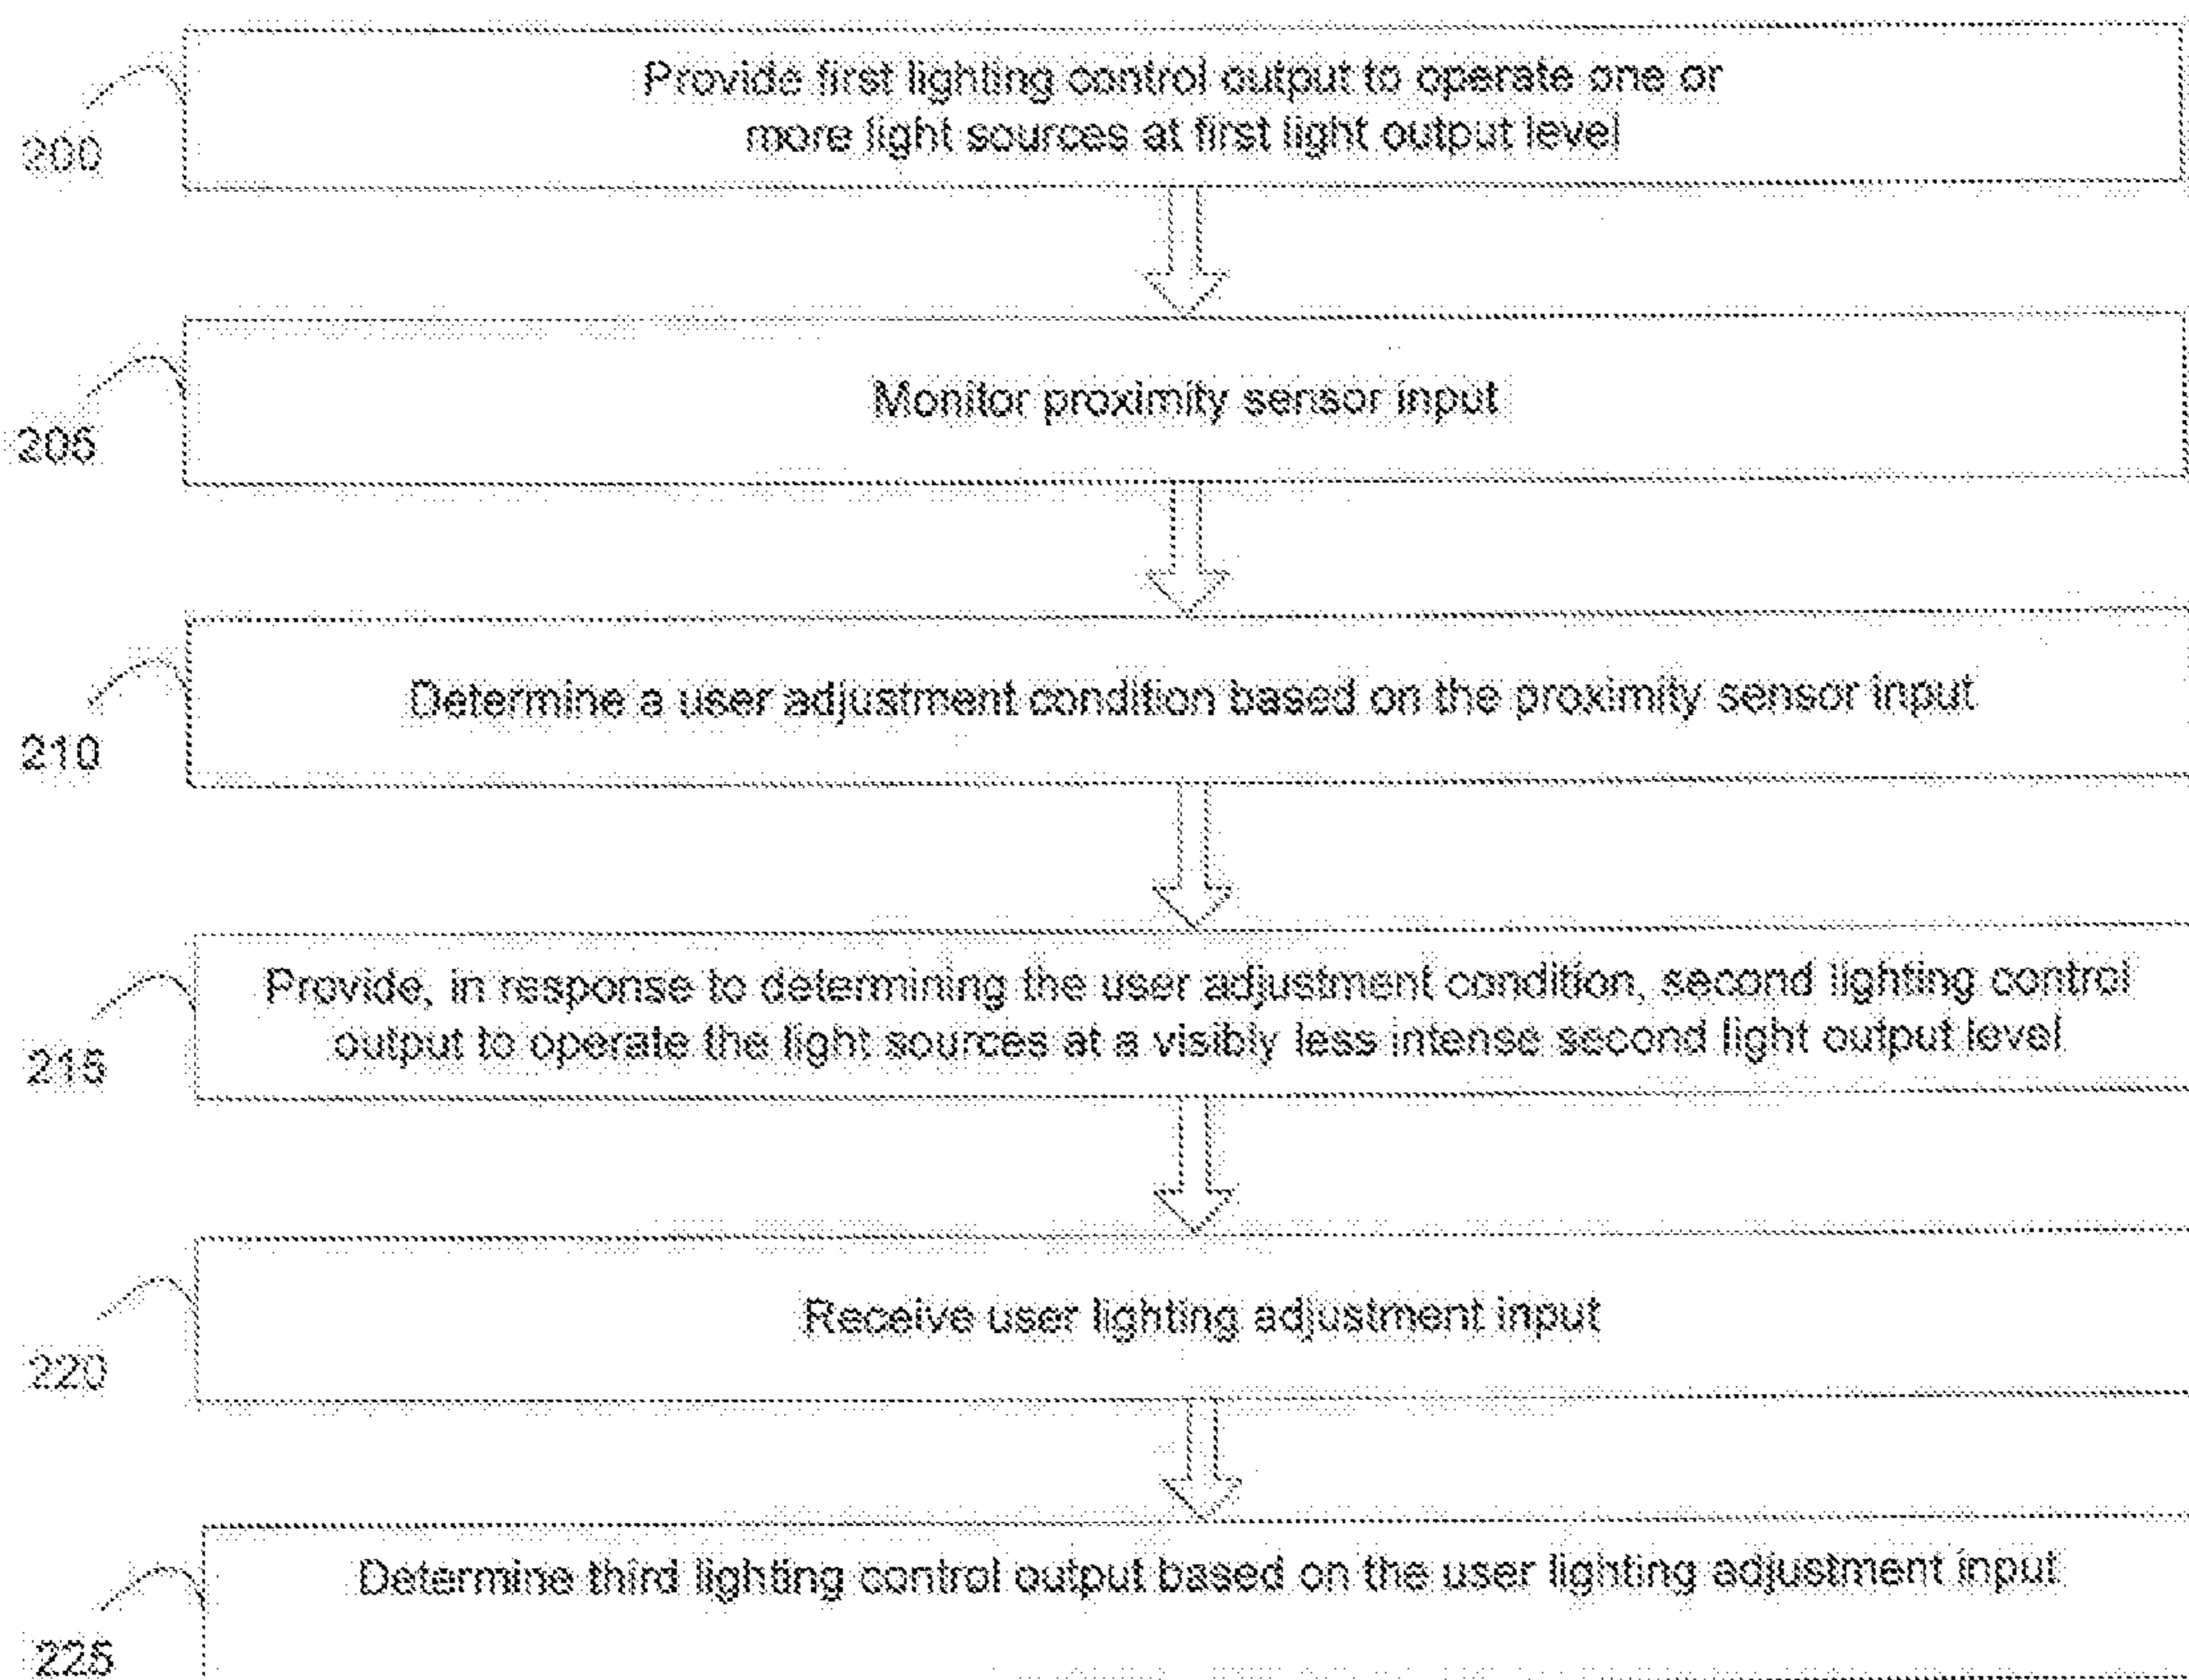 Provide first lighting control output to operate one or
more light sources at first light output level
200
Monitor proximity sensor input
205
Determine a user adjustment condition based on the proximity sensor input
210
Provide, in response to determining the user adjustment condition, second lighting control
output to operate the light sources at a visibly less intense second light output level
215
Receive user lighting adjustment input
220
Determine third lighting control output based on the user lighting adjustment input
225